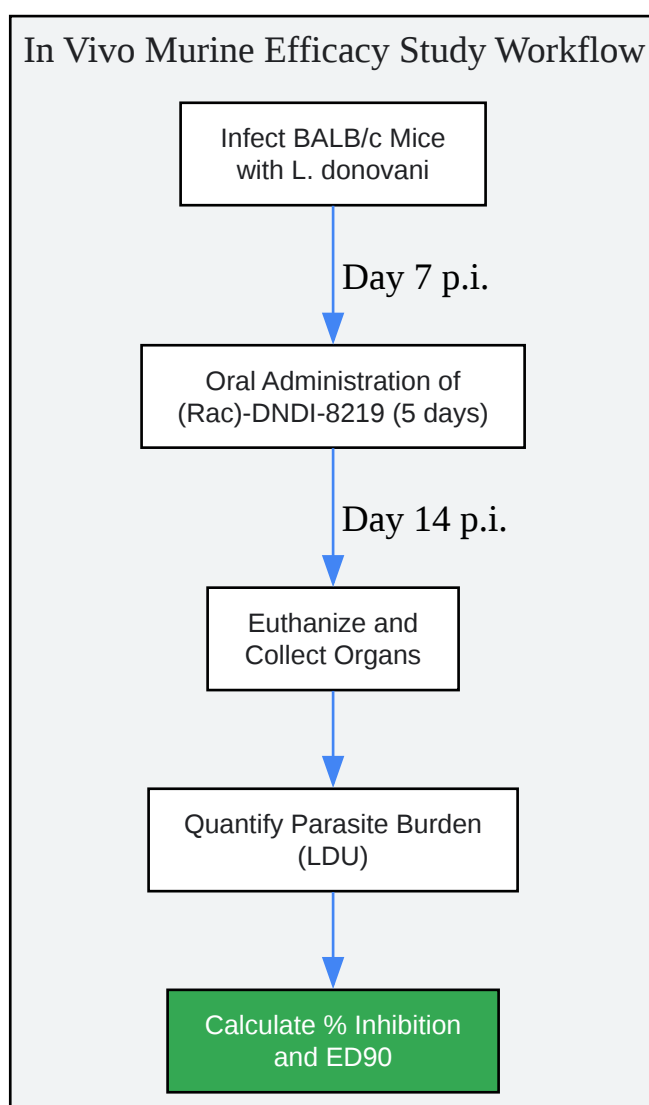 In Vivo Murine Efficacy Study Workflow
Infect BALB/c Mice
with L. donovani
Day 7 p.i.
Oral Administration of
(Rac)-DNDI-8219 (5 days)
Day 14 p.i.
Euthanize and
Collect Organs
Quantify Parasite Burden
(LDU)
Calculate % Inhibition
and ED90